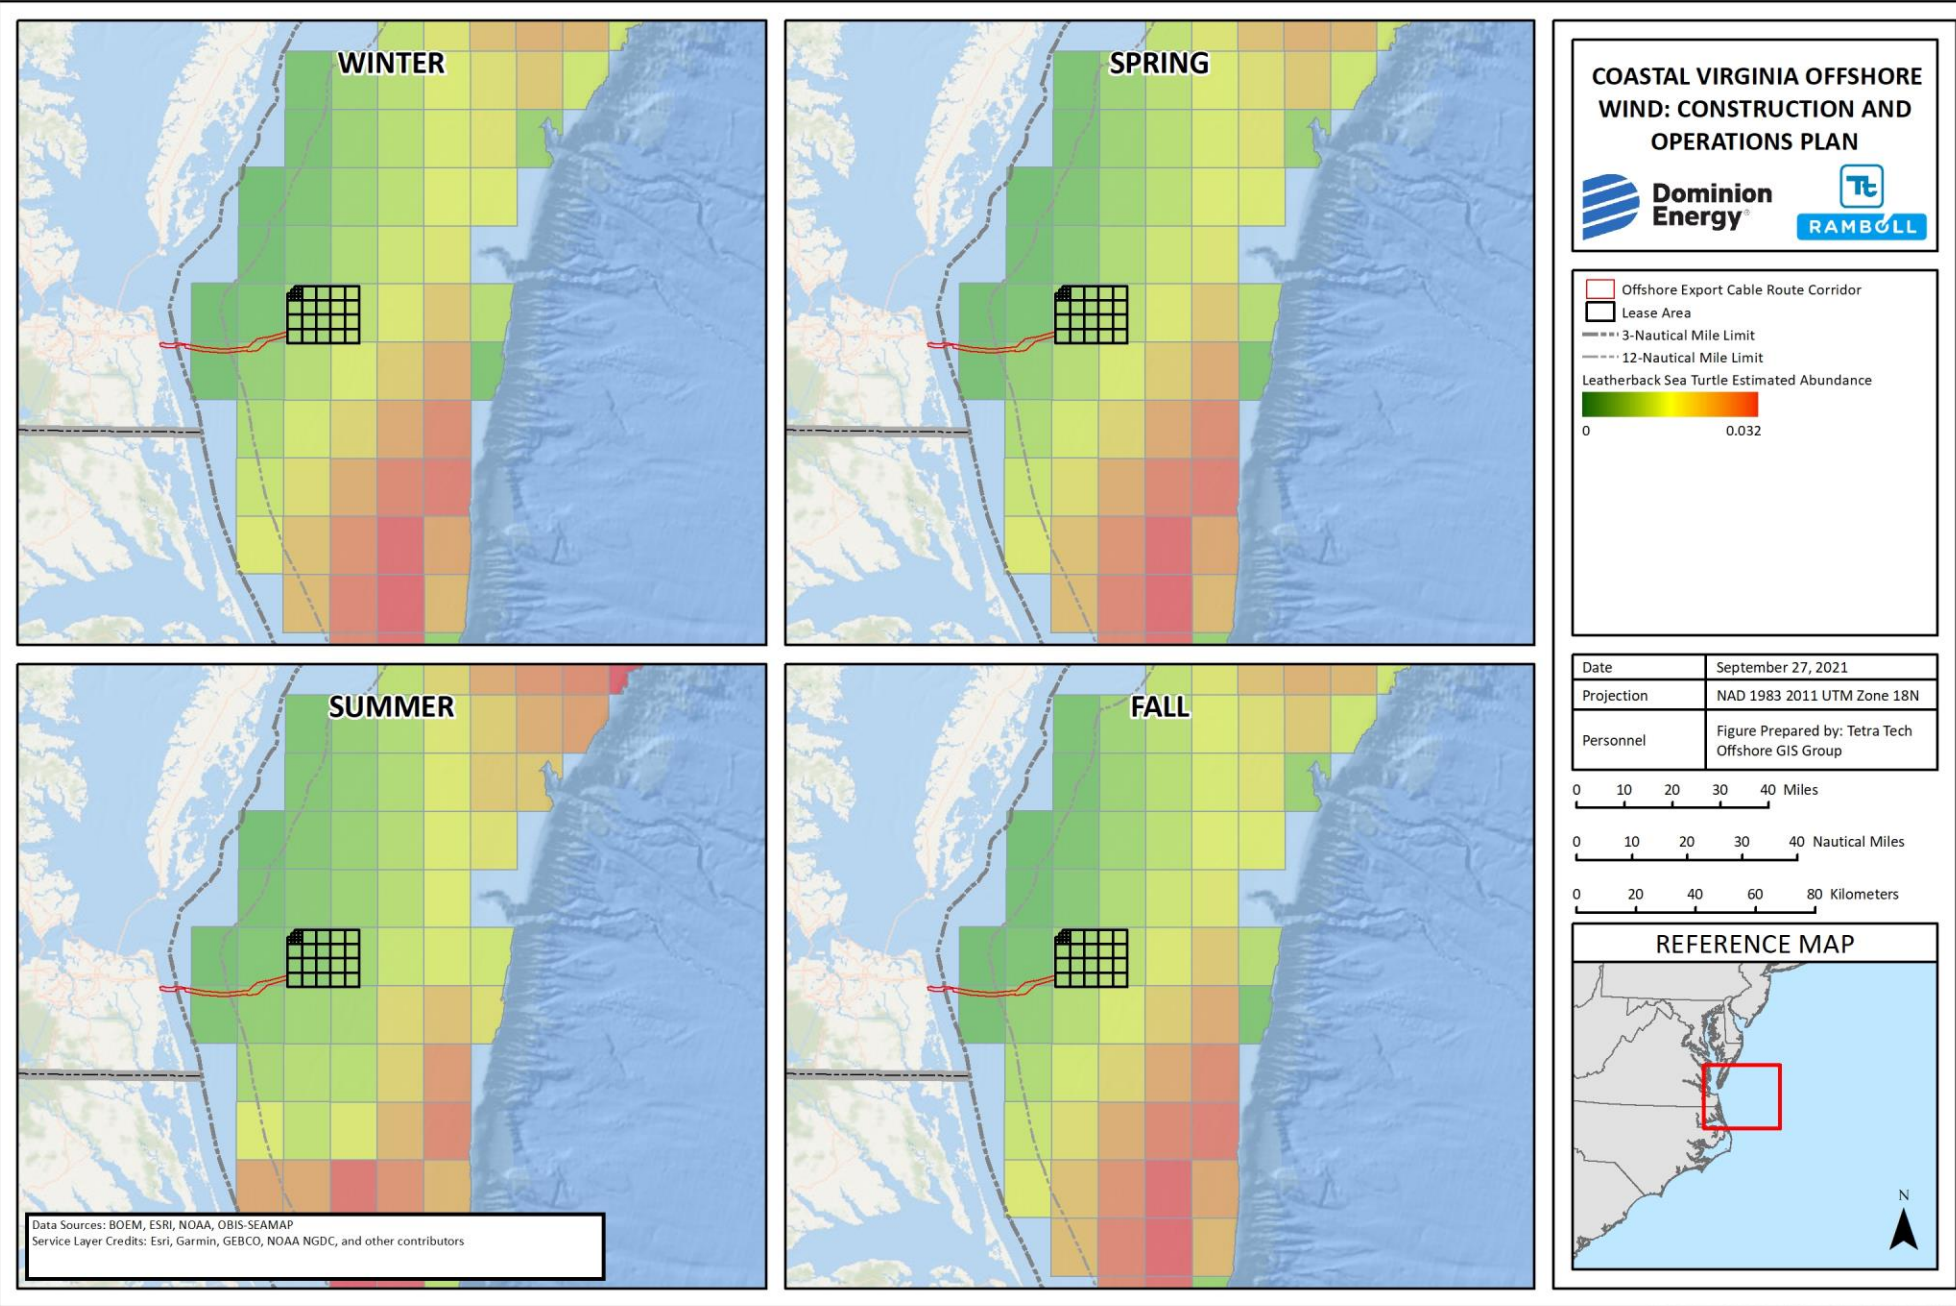 WINTER
SPRING
SUMMER
FALL
Data Sources: BOEM, ESRI, NOAA, OBIS-SEAMAP
Service Layer Credits: Esri, Garmin, GEBCO, NOAA NGDC, and other contributors
COASTAL VIRGINIA OFFSHORE
WIND: CONSTRUCTION AND
OPERATIONS PLAN
Dominion
Energy®
Tt
RAMBOLL
Offshore Export Cable Route Corridor
Lease Area
3-Nautical Mile Limit
12-Nautical Mile Limit
Leatherback Sea Turtle Estimated Abundance
0 0.032
Date September 27, 2021
Projection NAD 1983 2011 UTM Zone 18N
Personnel Figure Prepared by: Tetra Tech
Offshore GIS Group
0 10 20 30 40 Miles
0 10 20 30 40 Nautical Miles
0 20 40 60 80 Kilometers
REFERENCE MAP
N